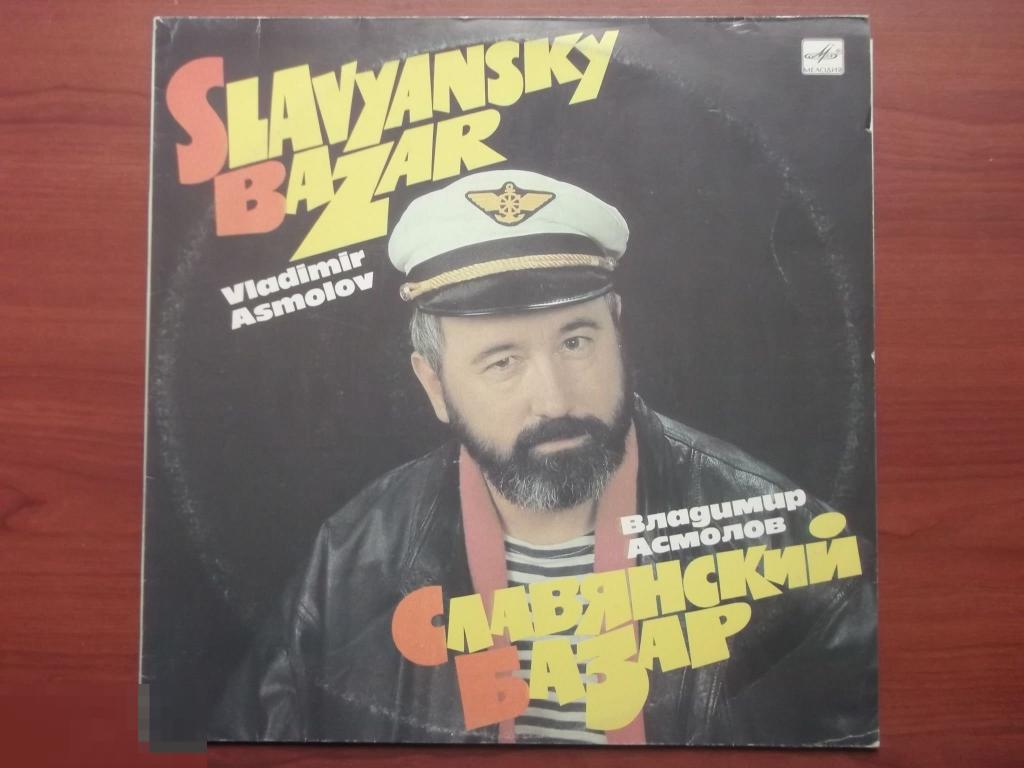 Slavyansky
Bazar
Vladimir
Asmolov
МЕЛОДИЯ
Владимир
Асмолов
Славянский
Базар